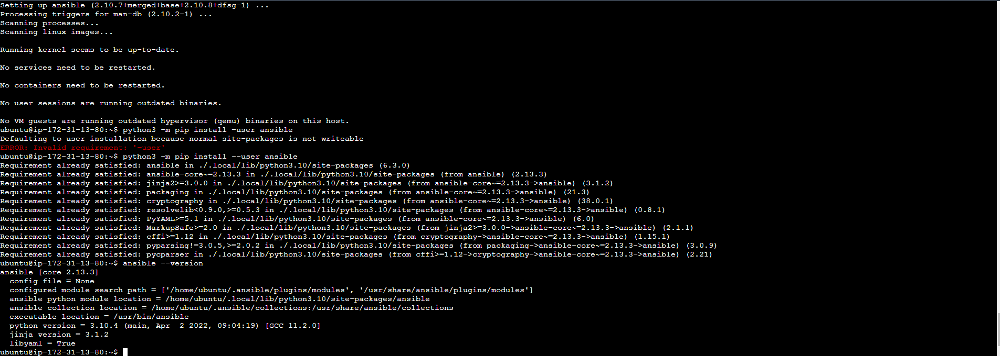 Setting up ansible (2.10.7+merged+base+2.10.8+dfsg-1) ...
Processing triggers for man-db (2.10.2-1) ...
Scanning processes...
Scanning linux images...
Running kernel seems to be up-to-date.
No services need to be restarted.
No containers need to be restarted.
No user sessions are running outdated binaries.
No VM guests are running outdated hypervisor (qemu) binaries on this host.
ubuntu@ip-172-31-13-80:~$ python3 -m pip install -user ansible
Defaulting to user installation because normal site-packages is not writeable
ERROR: Invalid requirement: '-user'
ubuntu@ip-172-31-13-80:~$ python3 -m pip install --user ansible
Requirement already satisfied: ansible in ./.local/lib/python3.10/site-packages (6.3.0)
Requirement already satisfied: ansible-core~=2.13.3 in ./.local/lib/python3.10/site-packages (from ansible) (2.13.3)
Requirement already satisfied: jinja2>=3.0.0 in ./.local/lib/python3.10/site-packages (from ansible-core~=2.13.3->ansible) (3.1.2)
Requirement already satisfied: packaging in ./.local/lib/python3.10/site-packages (from ansible-core~=2.13.3->ansible) (21.3)
Requirement already satisfied: cryptography in ./.local/lib/python3.10/site-packages (from ansible-core~=2.13.3->ansible) (38.0.1)
Requirement already satisfied: resolvelib<0.9.0,>=0.5.3 in ./.local/lib/python3.10/site-packages (from ansible-core~=2.13.3->ansible) (0.8.1)
Requirement already satisfied: PyYAML>=5.1 in ./.local/lib/python3.10/site-packages (from ansible-core~=2.13.3->ansible) (6.0)
Requirement already satisfied: MarkupSafe>=2.0 in ./.local/lib/python3.10/site-packages (from jinja2>=3.0.0->ansible-core~=2.13.3->ansible) (2.1.1)
Requirement already satisfied: cffi>=1.12 in ./.local/lib/python3.10/site-packages (from cryptography->ansible-core~=2.13.3->ansible) (1.15.1)
Requirement already satisfied: pyparsing!=3.0.5,>=2.0.2 in ./.local/lib/python3.10/site-packages (from packaging->ansible-core~=2.13.3->ansible) (3.0.9)
Requirement already satisfied: pycparser in ./.local/lib/python3.10/site-packages (from cffi>=1.12->cryptography->ansible-core~=2.13.3->ansible) (2.21)
ubuntu@ip-172-31-13-80:~$ ansible --version
ansible [core 2.13.3]
  config file = None
  configured module search path = ['/home/ubuntu/.ansible/plugins/modules', '/usr/share/ansible/plugins/modules']
  ansible python module location = /home/ubuntu/.local/lib/python3.10/site-packages/ansible
  ansible collection location = /home/ubuntu/.ansible/collections:/usr/share/ansible/collections
  executable location = /usr/bin/ansible
  python version = 3.10.4 (main, Apr  2 2022, 09:04:19) [GCC 11.2.0]
  jinja version = 3.1.2
  libyaml = True
ubuntu@ip-172-31-13-80:~$